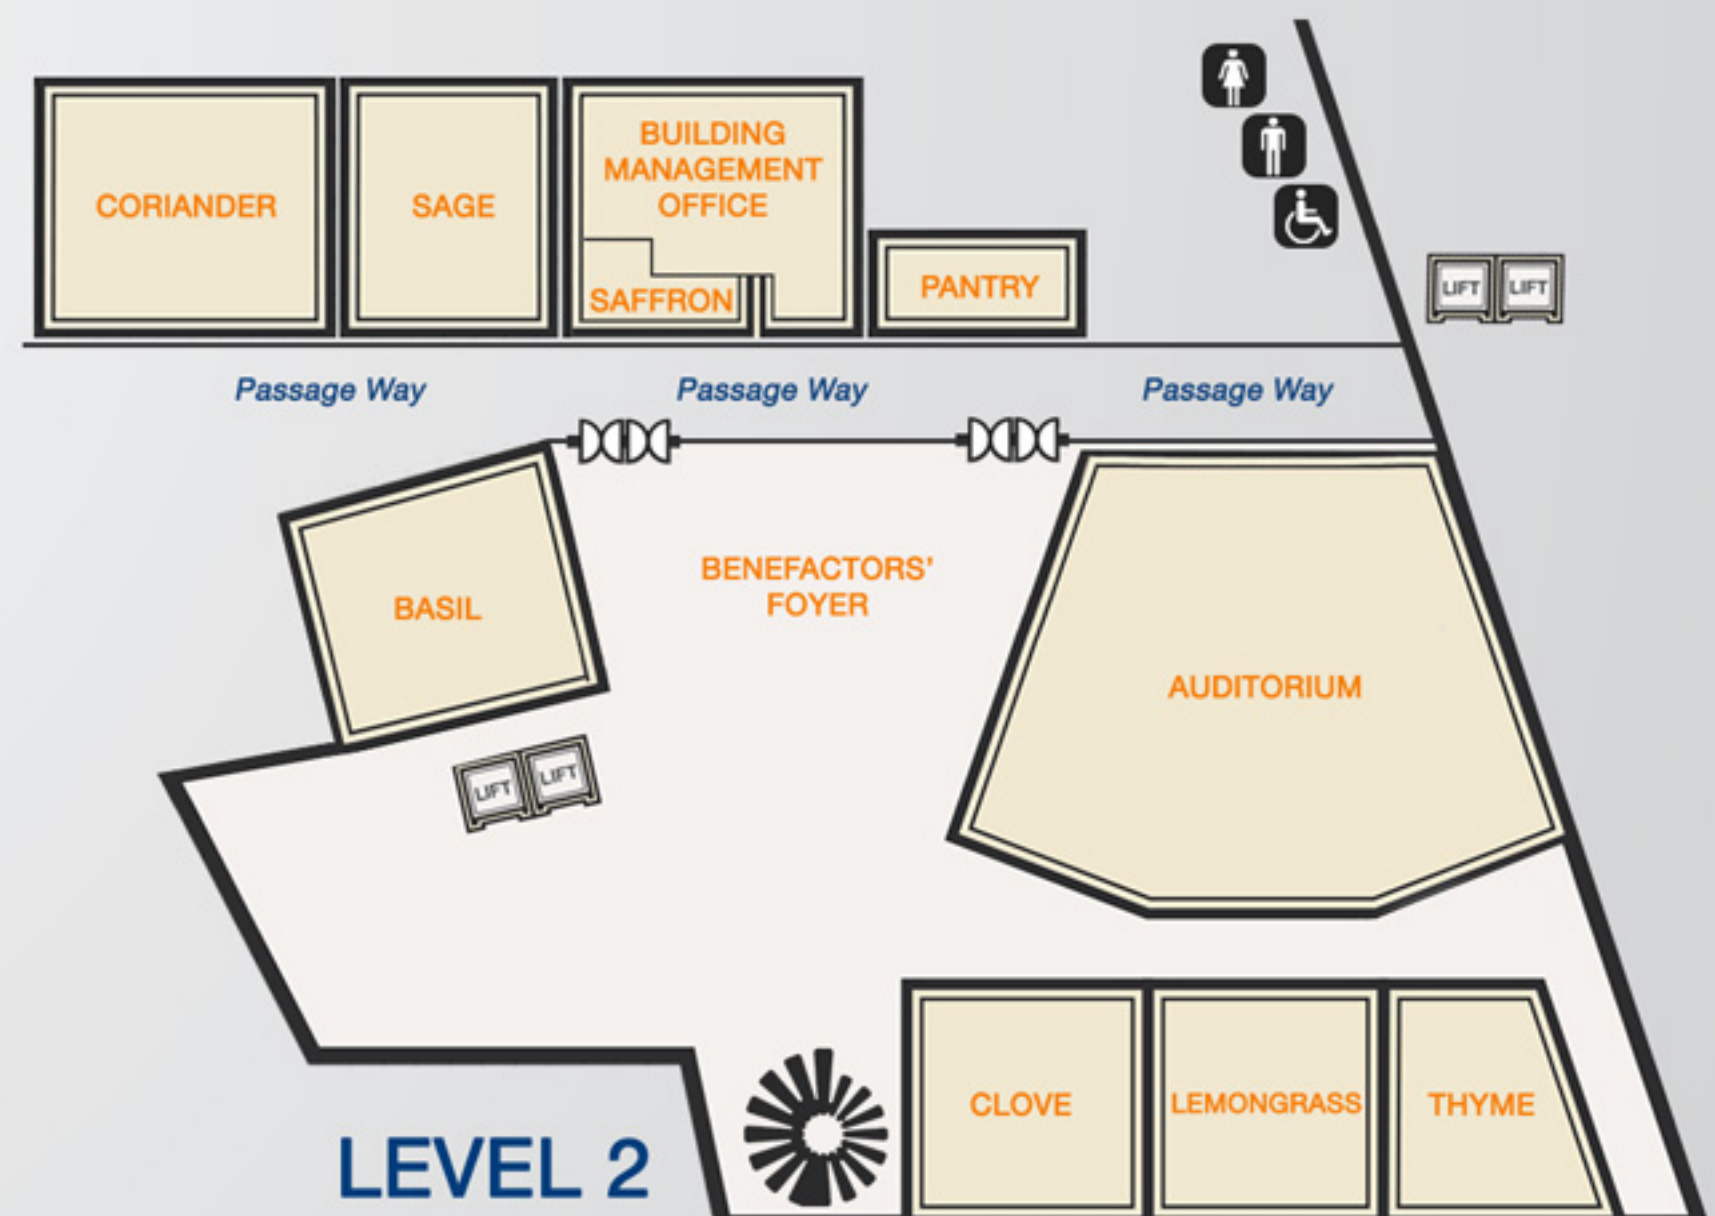 CORIANDER
SAGE
BUILDING
MANAGEMENT
OFFICE
SAFFRON
PANTRY
LIFT LIFT
Passage Way Passage Way Passage Way
BENEFACTORS'
FOYER
BASIL
AUDITORIUM
LIFT LIFT
CLOVE
LEMONGRASS
THYME
LEVEL 2